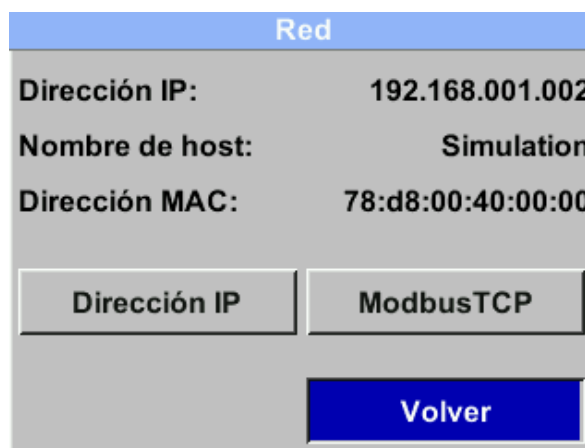 Red
Dirección IP: 192.168.001.002
Nombre de host: Simulation
Dirección MAC: 78:d8:00:40:00:00
Dirección IP ModbusTCP
Volver